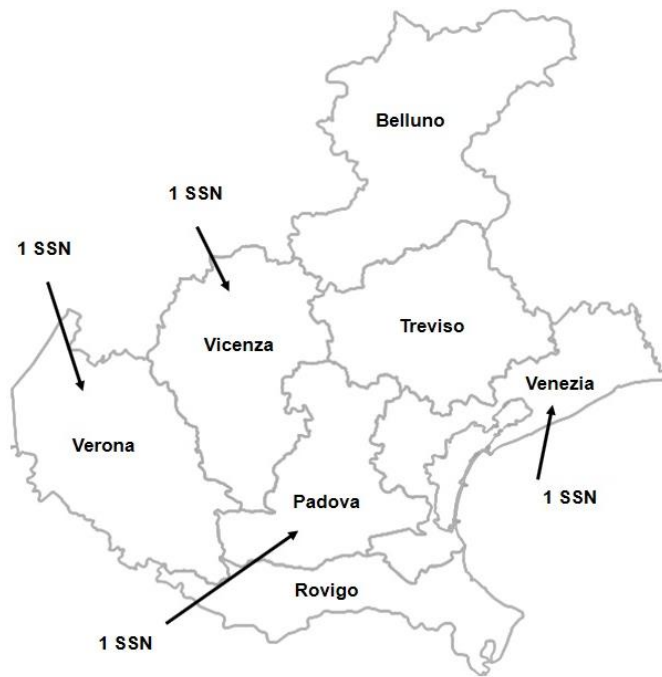 Belluno
1 SSN
1 SSN
Treviso
Vicenza
Venezia
Verona
1 SSN
Padova
Rovigo
1 SSN